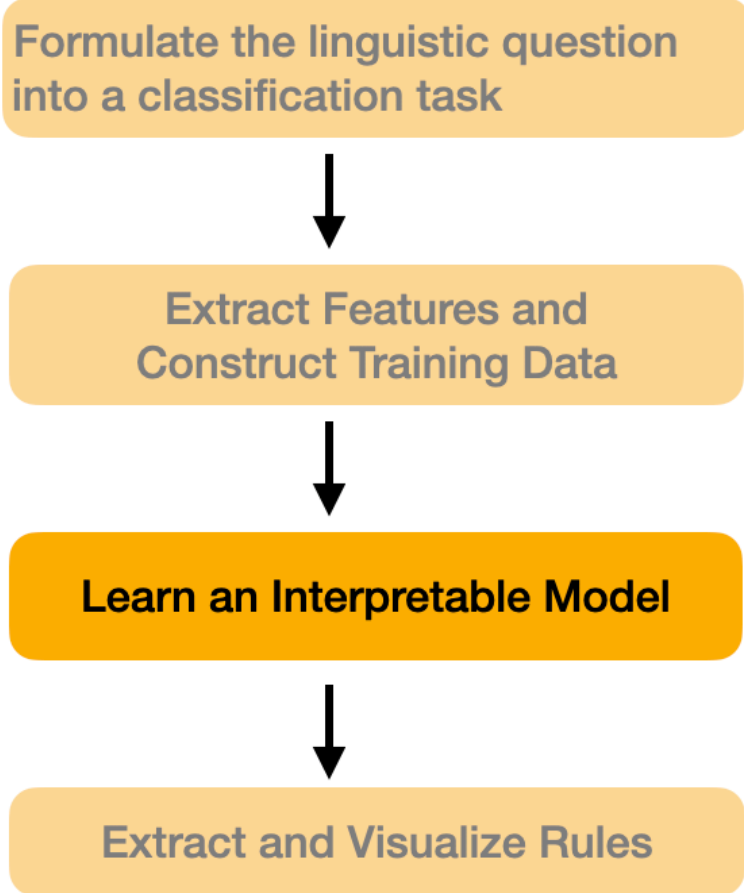 Formulate the linguistic question
into a classification task
Extract Features and
Construct Training Data
Learn an Interpretable Model
Extract and Visualize Rules